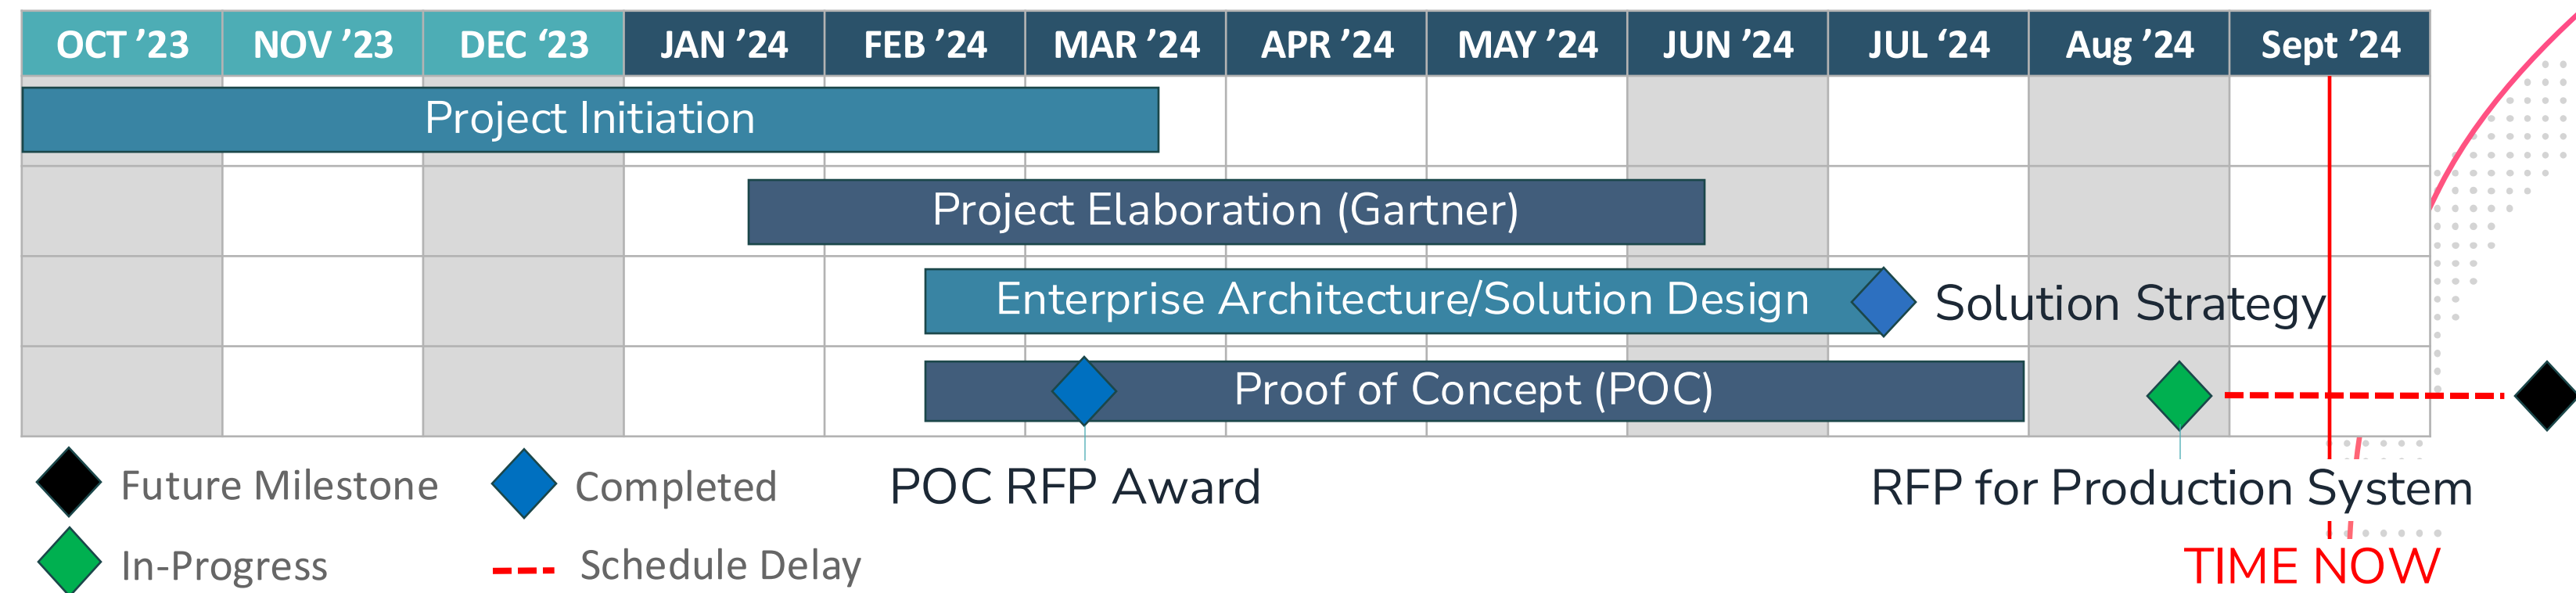 OCT ’23 NOV ’23 DEC ‘23 JAN ’24 FEB ’24 MAR ’24 APR ’24 MAY ’24 JUN ’24 JUL ‘24 Aug ’24 Sept ’24
Project Initiation
Project Elaboration (Gartner)
Enterprise Architecture/Solution Design Solution Strategy
Proof of Concept (POC)
Future Milestone Completed POC RFP Award RFP for Production System
In-Progress Schedule Delay TIME NOW